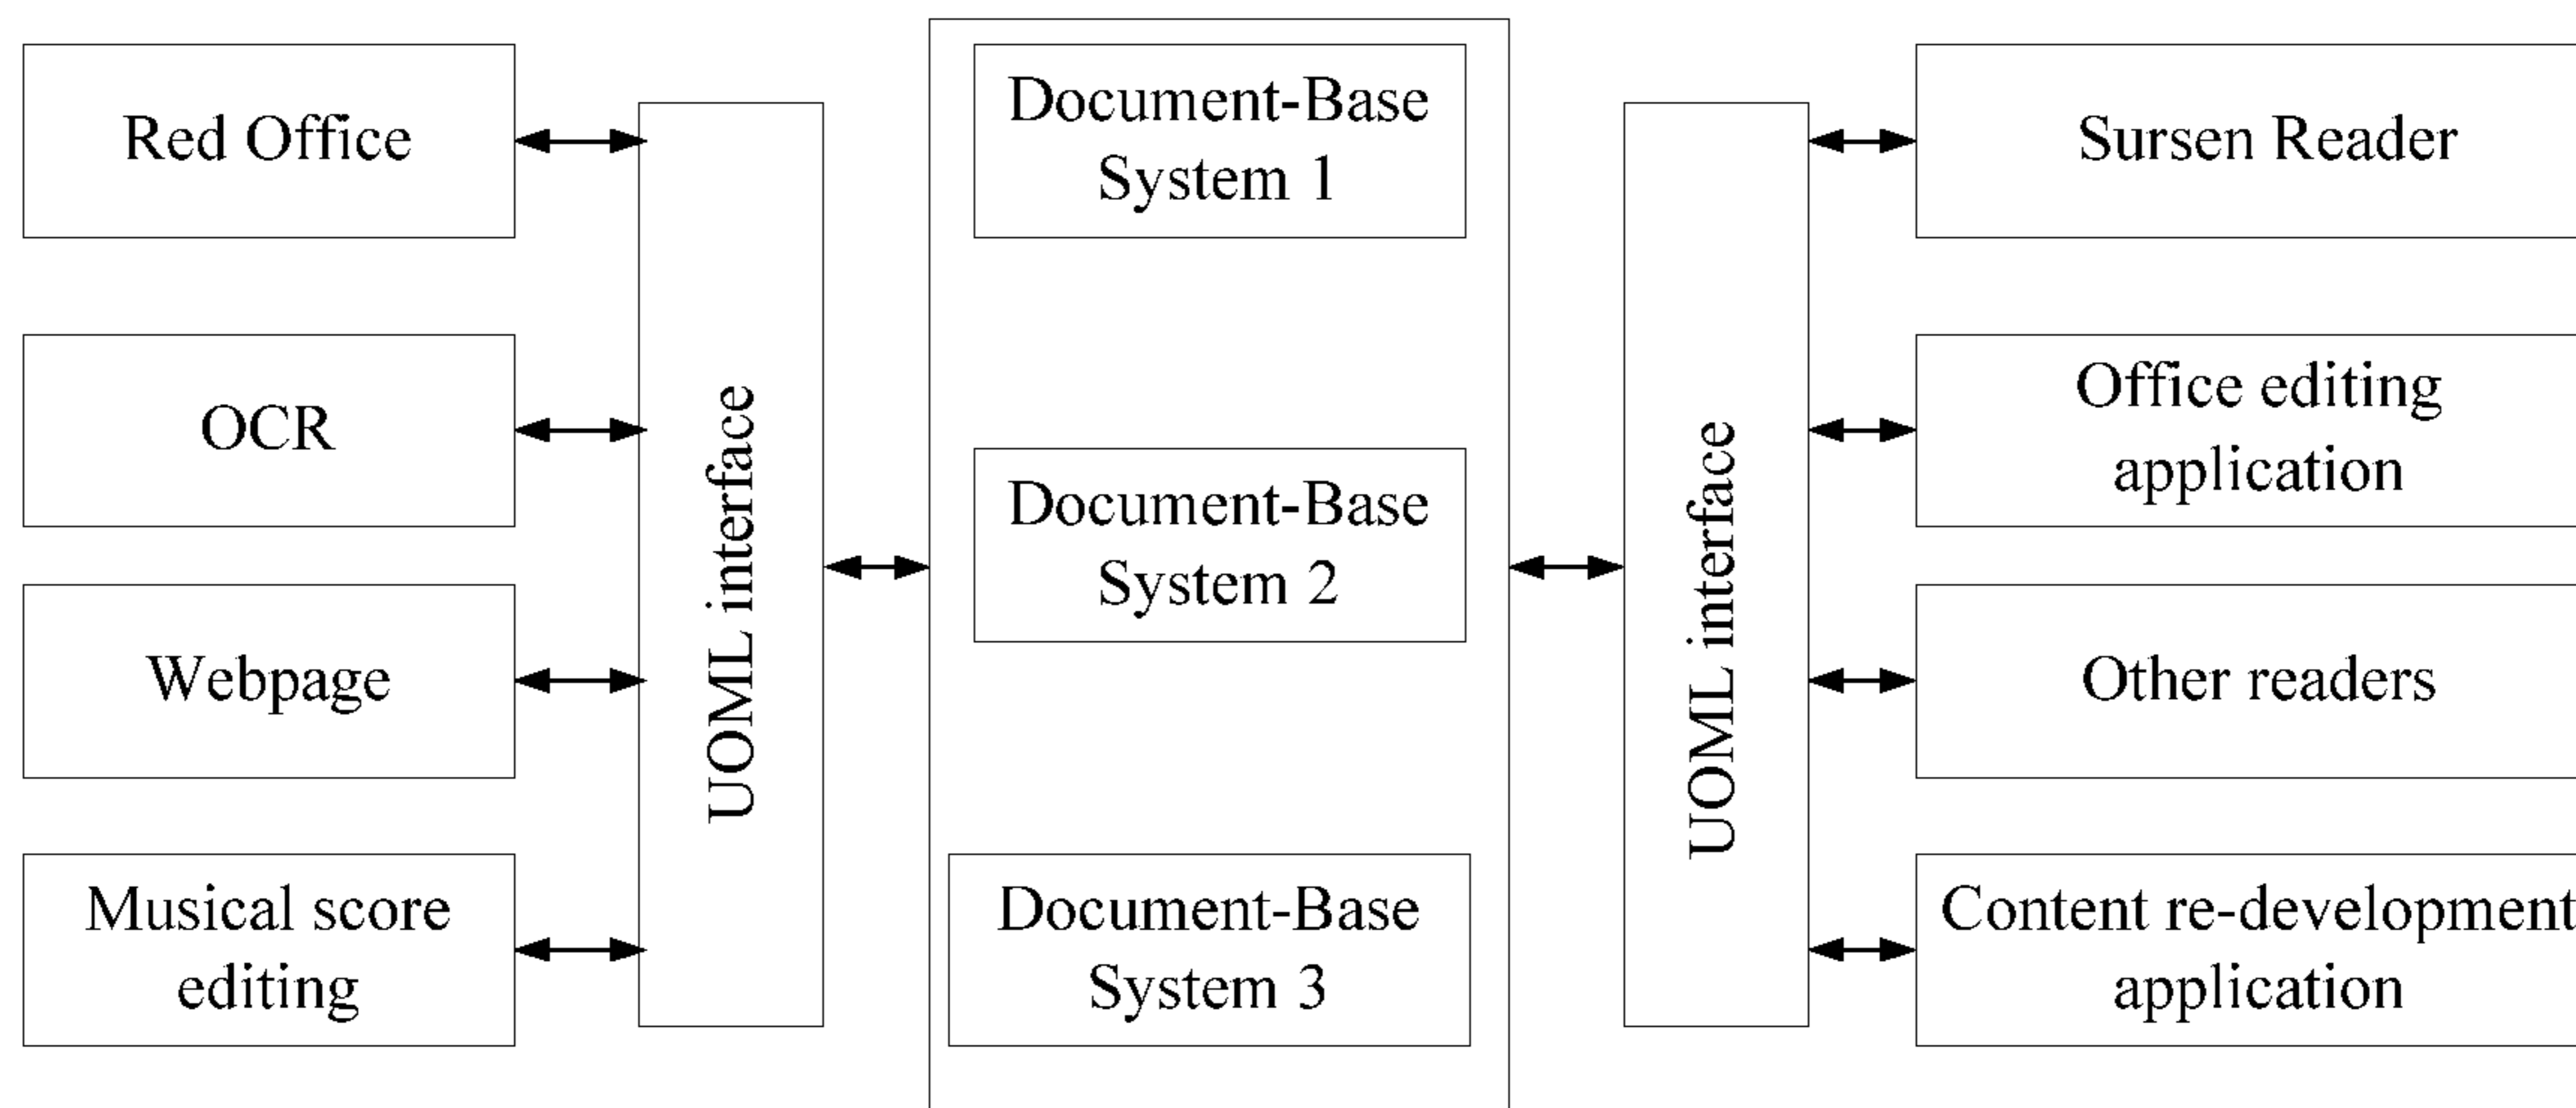 Red Office
OCR
Webpage
Musical score
editing
UOML interface
Document-Base
System 1
Document-Base
System 2
Document-Base
System 3
UOML interface
Sursen Reader
Office editing
application
Other readers
Content re-development
application